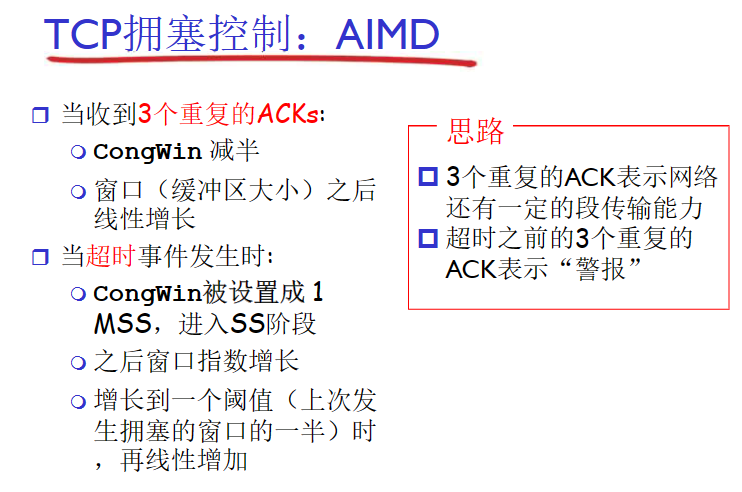 TCP拥塞控制：AIMD
当收到3个重复的ACKs:
CongWin 减半
窗口（缓冲区大小）之后
线性增长
当超时事件发生时:
CongWin被设置成 1
MSS，进入SS阶段
之后窗口指数增长
增长到一个阈值（上次发
生拥塞的窗口的一半）时
，再线性增加
思路
3个重复的ACK表示网络
还有一定的段传输能力
超时之前的3个重复的
ACK表示“警报”